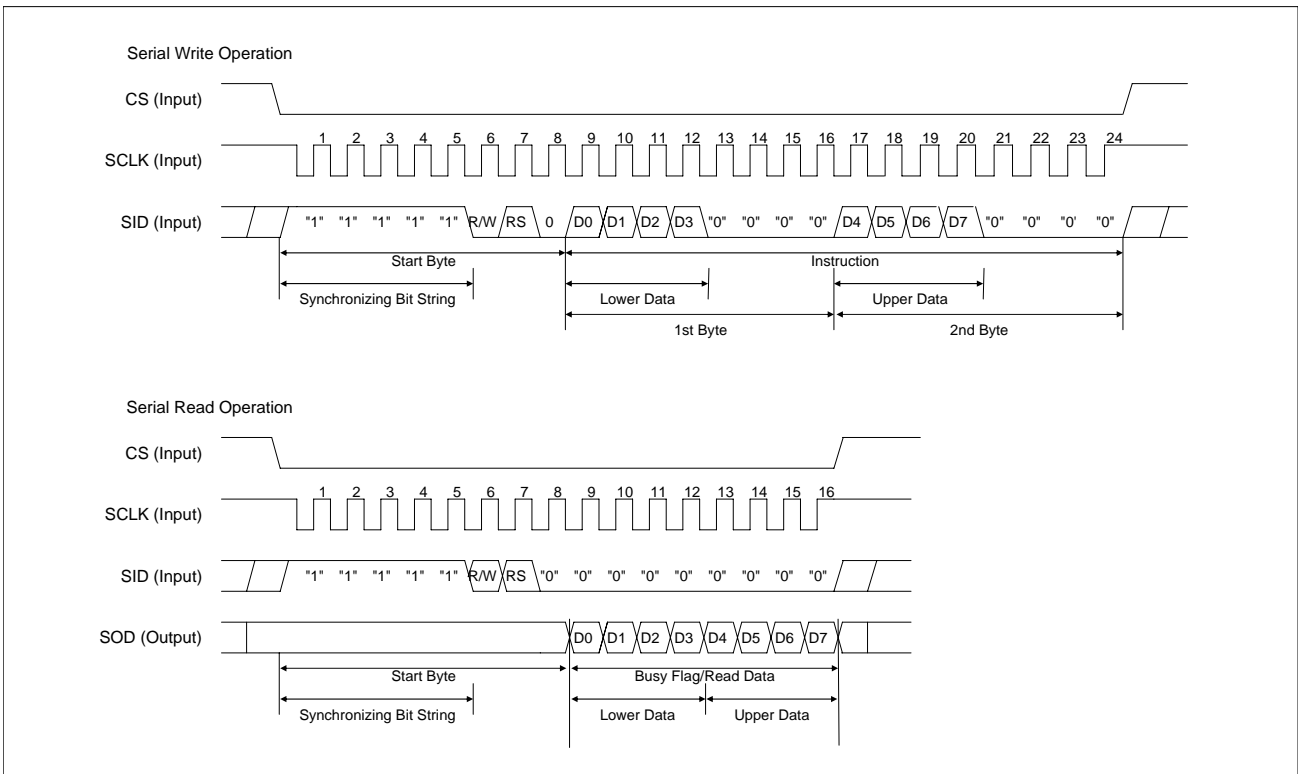 Serial Write Operation
CS (Input)
1 2 3 4 5 6 7 8 9 10 11 12 13 14 15 16 17 18 19 20 21 22 23 24
SCLK (Input)
SID (Input) "1" "1" "1" "1" "1" R/W RS 0 D0 D1 D2 D3 "0" "0" "0" "0" D4 D5 D6 D7 "0" "0" "0' "0"
Start Byte Instruction
Synchronizing Bit String Lower Data Upper Data
1st Byte 2nd Byte
Serial Read Operation
CS (Input)
1 2 3 4 5 6 7 8 9 10 11 12 13 14 15 16
SCLK (Input)
SID (Input) "1" "1" "1" "1" "1" R/W RS "0" "0" "0" "0" "0" "0" "0" "0" "0"
SOD (Output) D0 D1 D2 D3 D4 D5 D6 D7
Start Byte Busy Flag/Read Data
Synchronizing Bit String Lower Data Upper Data